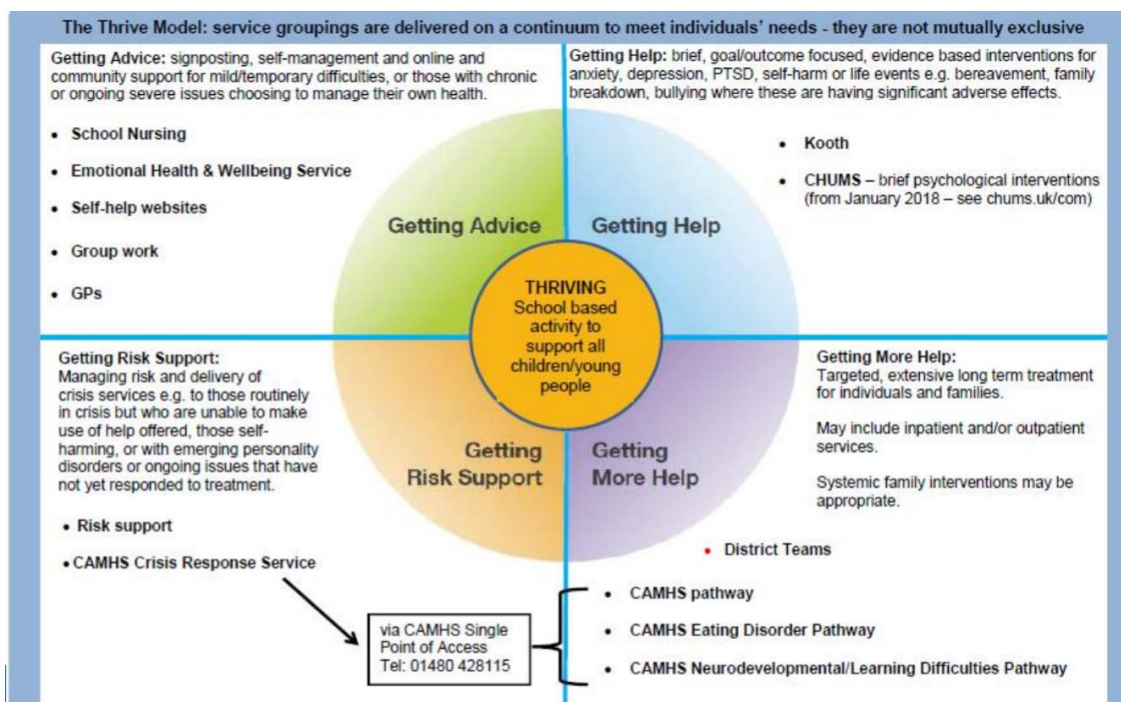 The Thrive Model: service groupings are delivered on a continuum to meet individuals' needs - they are not mutually exclusive
Getting Advice: signposting, self-management and online and
community support for mild/temporary difficulties, or those with chronic
or ongoing severe issues choosing to manage their own health.
• School Nursing
• Emotional Health & Wellbeing Service
• Self-help websites
• Group work
• GPs
Getting Help: brief, goal/outcome focused, evidence based interventions for
anxiety, depression, PTSD, self-harm or life events e.g. bereavement, family
breakdown, bullying where these are having significant adverse effects.
• Kooth
• CHUMS – brief psychological interventions
(from January 2018 – see chums.uk/com)
Getting Advice
Getting Help
THRIVING
School based
activity to
support all
children/young
people
Getting
Risk Support
Getting
More Help
Getting Risk Support:
Managing risk and delivery of
crisis services e.g. to those routinely
in crisis but who are unable to make
use of help offered, those self-
harming, or with emerging personality
disorders or ongoing issues that have
not yet responded to treatment.
• Risk support
• CAMHS Crisis Response Service
via CAMHS Single
Point of Access
Tel: 01480 428115
Getting More Help:
Targeted, extensive long term treatment
for individuals and families.
May include inpatient and/or outpatient
services.
Systemic family interventions may be
appropriate.
• District Teams
• CAMHS pathway
• CAMHS Eating Disorder Pathway
• CAMHS Neurodevelopmental/Learning Difficulties Pathway